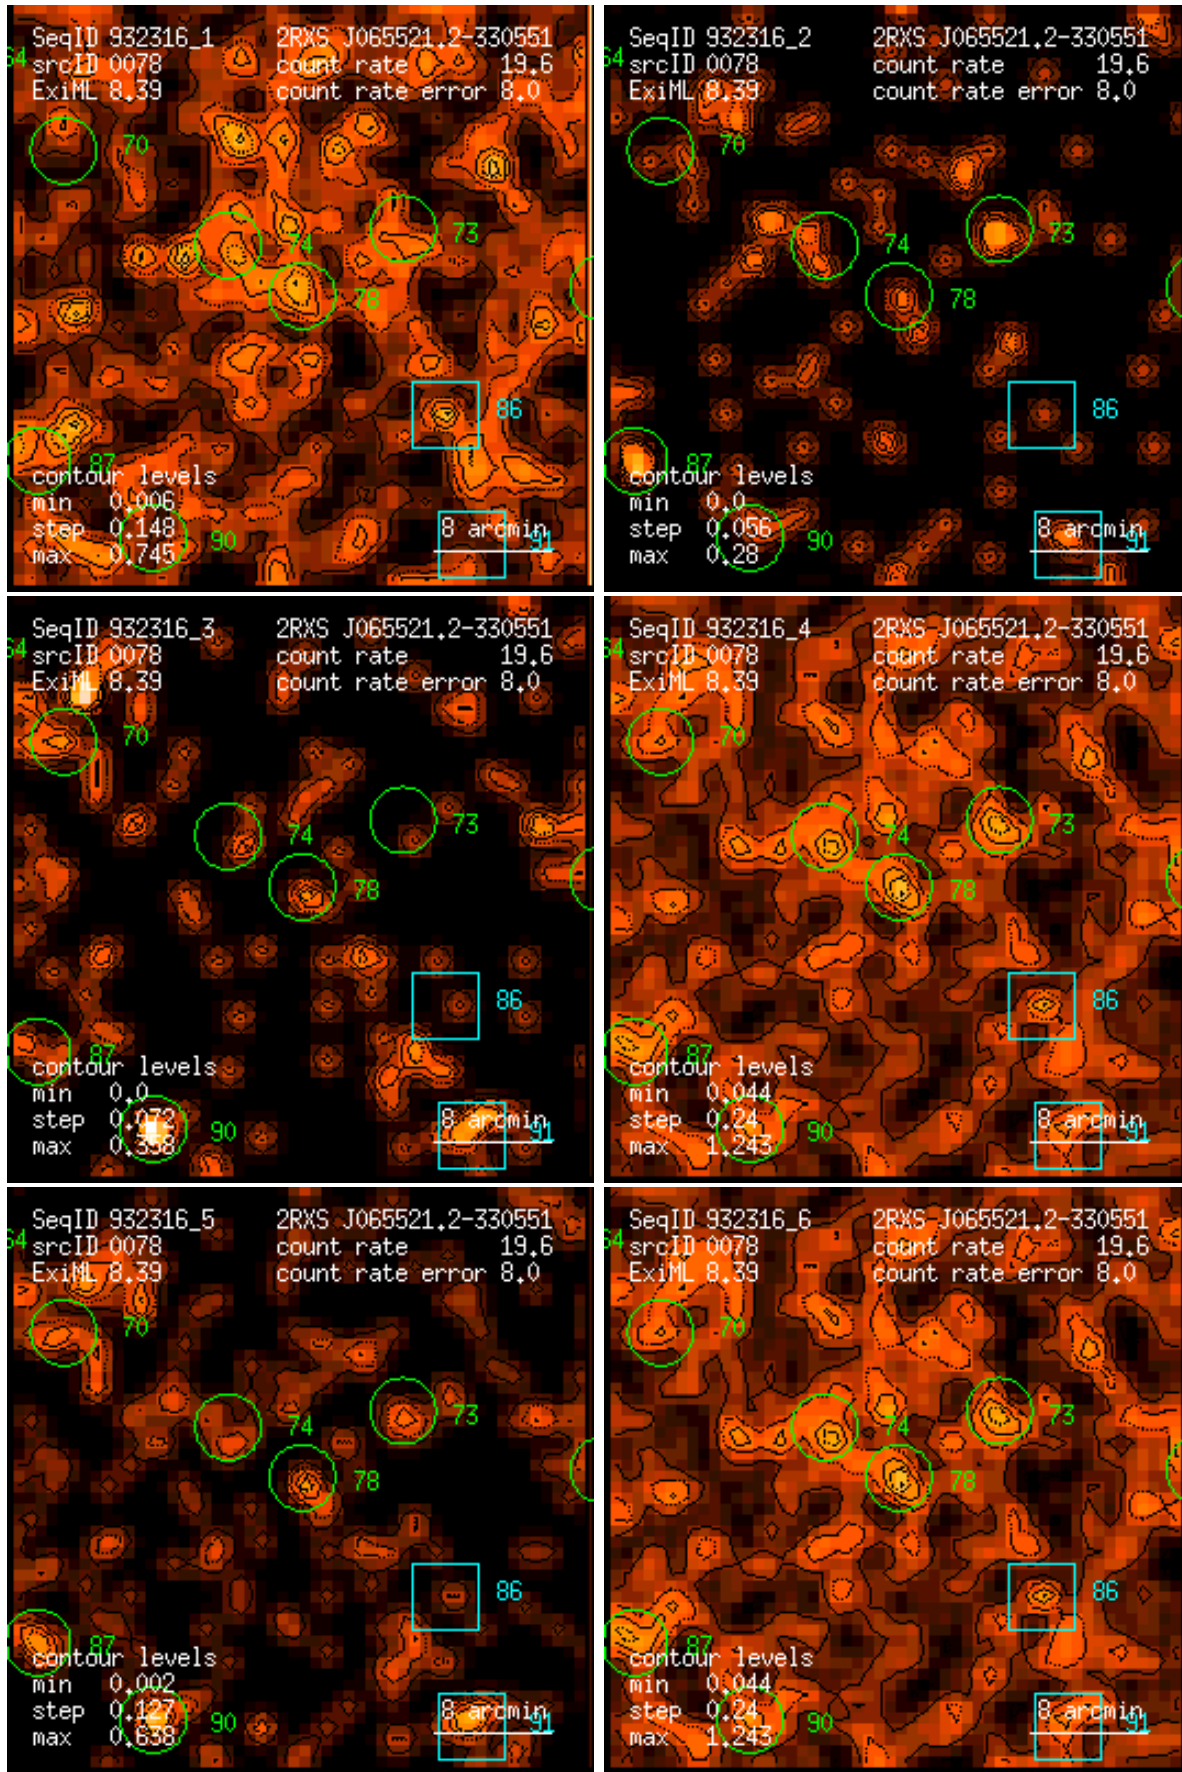 SeqID 932316_1 2RXS J065521.2-330551
64 srcID 0078 count rate 19.6
ExiML 8.39 count rate error 8.0
70
74 73
78
86
87
contour levels
min 0.006
step 0.148 90 8 arcmin 91
max 0.745
SeqID 932316_2 2RXS J065521.2-330551
64 srcID 0078 count rate 19.6
ExiML 8.39 count rate error 8.0
70
74 73
78
86
87
contour levels
min 0.0
step 0.056 90 8 arcmin 91
max 0.28
SeqID 932316_3 2RXS J065521.2-330551
64 srcID 0078 count rate 19.6
ExiML 8.39 count rate error 8.0
70
74 73
78
86
87
contour levels
min 0.0
step 0.072 90 8 arcmin 91
max 0.358
SeqID 932316_4 2RXS J065521.2-330551
64 srcID 0078 count rate 19.6
ExiML 8.39 count rate error 8.0
70
74 73
78
86
87
contour levels
min 0.044
step 0.24 90 8 arcmin 91
max 1.243
SeqID 932316_5 2RXS J065521.2-330551
64 srcID 0078 count rate 19.6
ExiML 8.39 count rate error 8.0
70
74 73
78
86
87
contour levels
min 0.002
step 0.127 90 8 arcmin 91
max 0.638
SeqID 932316_6 2RXS J065521.2-330551
64 srcID 0078 count rate 19.6
ExiML 8.39 count rate error 8.0
70
74 73
78
86
87
contour levels
min 0.044
step 0.24 90 8 arcmin 91
max 1.243